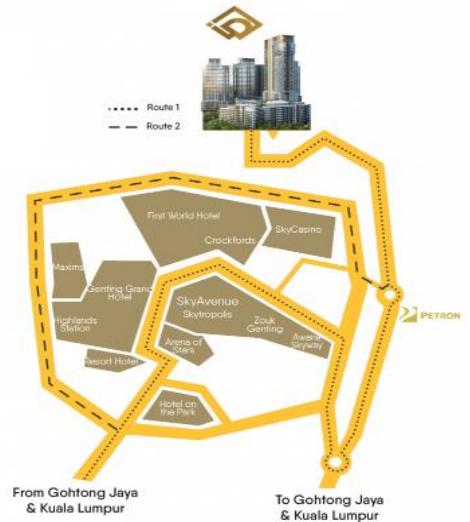 Route 1
Route 2
First World Hotel
SkyCasino
Crockfords
Maxims
Genting Grand
Hotel
SkyAvenue
Skytropolis
Highlands
Station
Zouk
Genting
Awana
Skyway
Arena of
Stars
Resort Hotel
PETRON
Hotel on
the Park
From Gohtong Jaya
& Kuala Lumpur
To Gohtong Jaya
& Kuala Lumpur